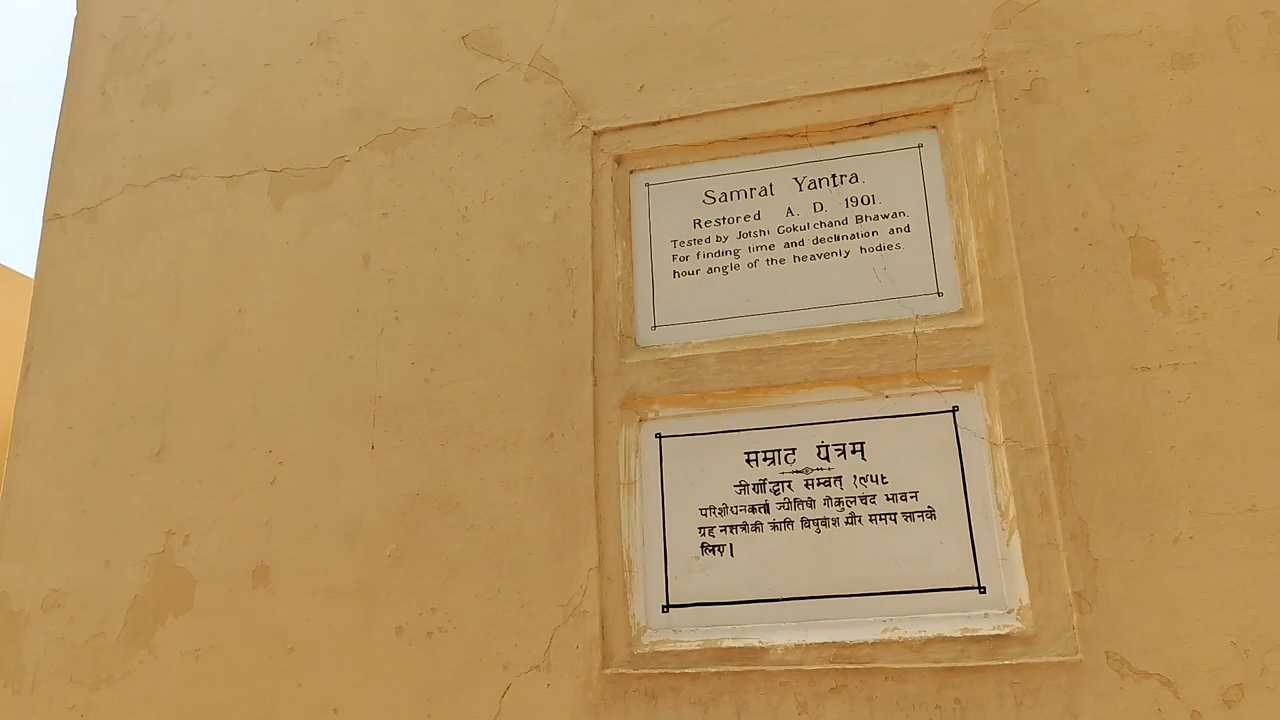 Samrat Yantra.
Restored A. D. 1901.
Tested by Jotshi Gokulchand Bhawan,
For finding time and declination and
hour angle of the heavenly hodies.
सम्राट यंत्रम्
जीर्णोद्धार सम्वत् १९५८
परिशोधनकर्ता ज्योतिषी गोकुलचंद भावन
ग्रह नक्षत्रोकी क्रांति विषुवांश और समय ज्ञानके
लिए।